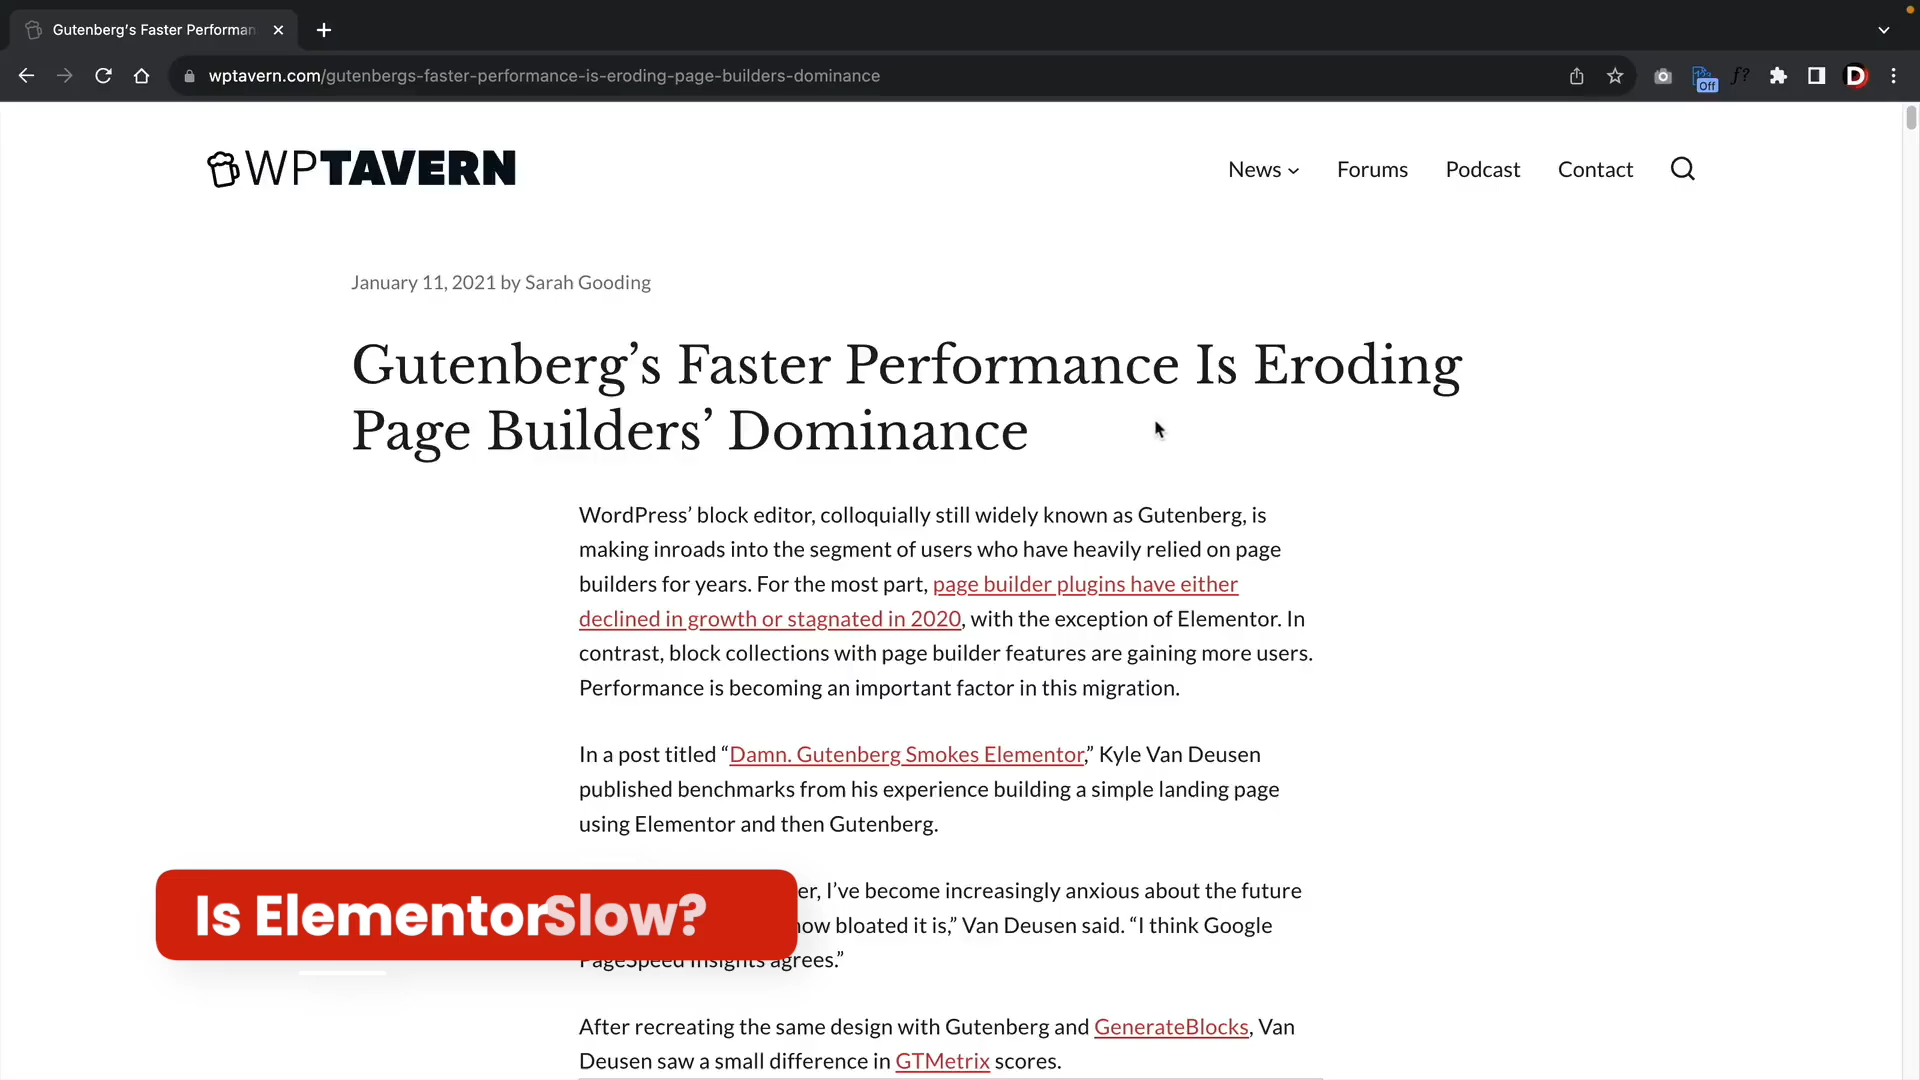 Gutenberg's Faster Performan
wptavern.com/gutenbergs-faster-performance-is-eroding-page-builders-dominance
Off
f?
D
WPTAVERN
News
Forums
Podcast
Contact
January 11, 2021 by Sarah Gooding
Gutenberg’s Faster Performance Is Eroding
Page Builders’ Dominance
WordPress’ block editor, colloquially still widely known as Gutenberg, is
making inroads into the segment of users who have heavily relied on page
builders for years. For the most part, page builder plugins have either
declined in growth or stagnated in 2020, with the exception of Elementor. In
contrast, block collections with page builder features are gaining more users.
Performance is becoming an important factor in this migration.
In a post titled “Damn. Gutenberg Smokes Elementor,” Kyle Van Deusen
published benchmarks from his experience building a simple landing page
using Elementor and then Gutenberg.
er, I’ve become increasingly anxious about the future
how bloated it is,” Van Deusen said. “I think Google
PageSpeed Insights agrees.”
Is Elementor Slow?
After recreating the same design with Gutenberg and GenerateBlocks, Van
Deusen saw a small difference in GTMetrix scores.